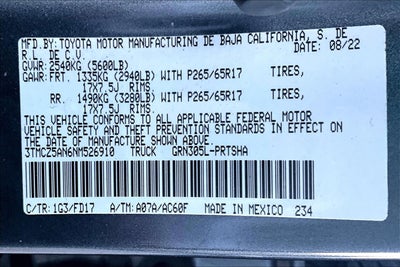 MFD.BY: TOYOTA MOTOR MANUFACTURING DE BAJA CALIFORNIA, S. DE
R.L. DE C.V. DATE: 08/22
GVWR: 2540KG (5600LB)
GAWR: FRT. 1335KG (2940LB) WITH P265/65R17 TIRES,
17X7.5J RIMS.
RR. 1490KG (3280LB) WITH P265/65R17 TIRES,
17X7.5J RIMS.
THIS VEHICLE CONFORMS TO ALL APPLICABLE FEDERAL MOTOR
VEHICLE SAFETY AND THEFT PREVENTION STANDARDS IN EFFECT ON
THE DATE OF MANUFACTURE SHOWN ABOVE.
3TMCZ5AN6NM526910 TRUCK GRN305L-PRTSHA
C/TR: 1G3/FD17 A/TM: A07A/AC60F MADE IN MEXICO 234